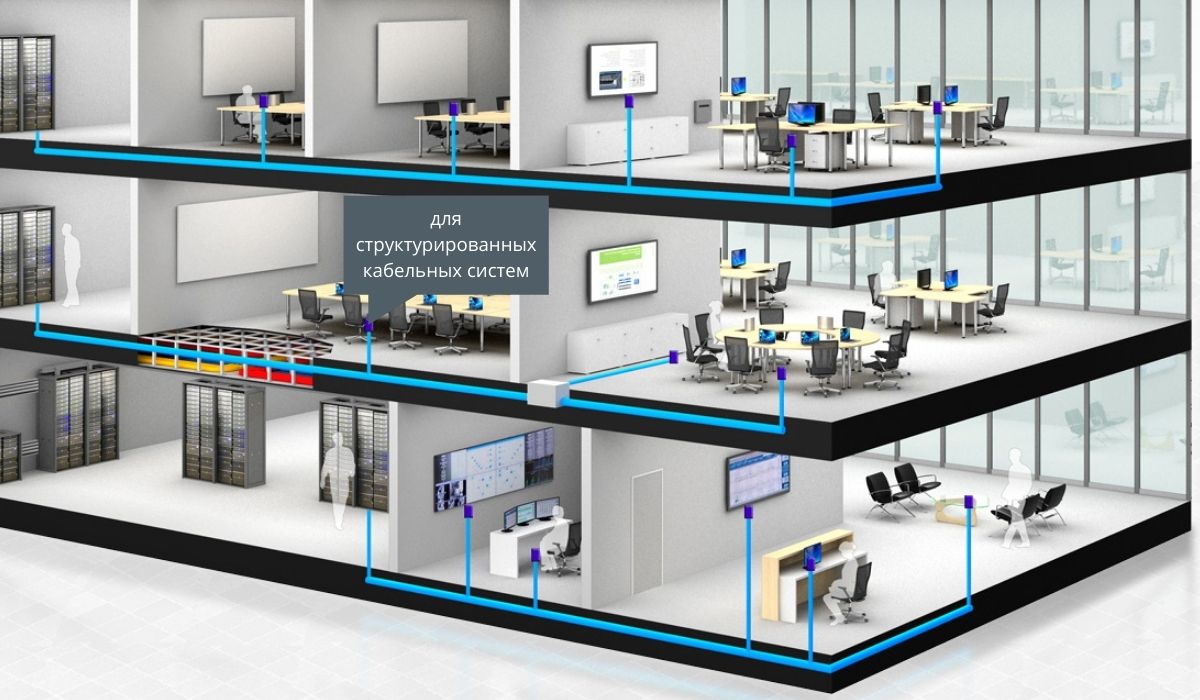 для
структурированных
кабельных систем